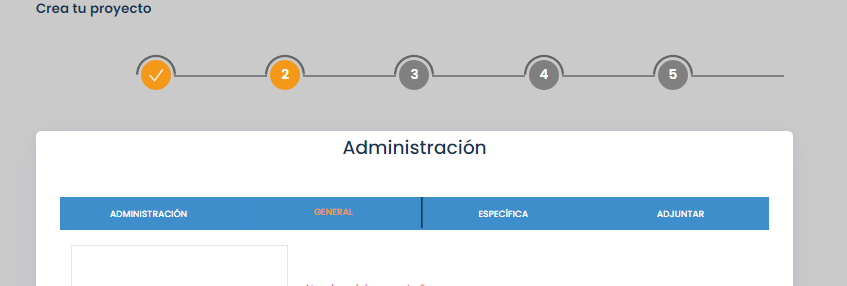 Crea tu proyecto
2 3 4 5
Administración
ADMINISTRACIÓN GENERAL ESPECÍFICA ADJUNTAR